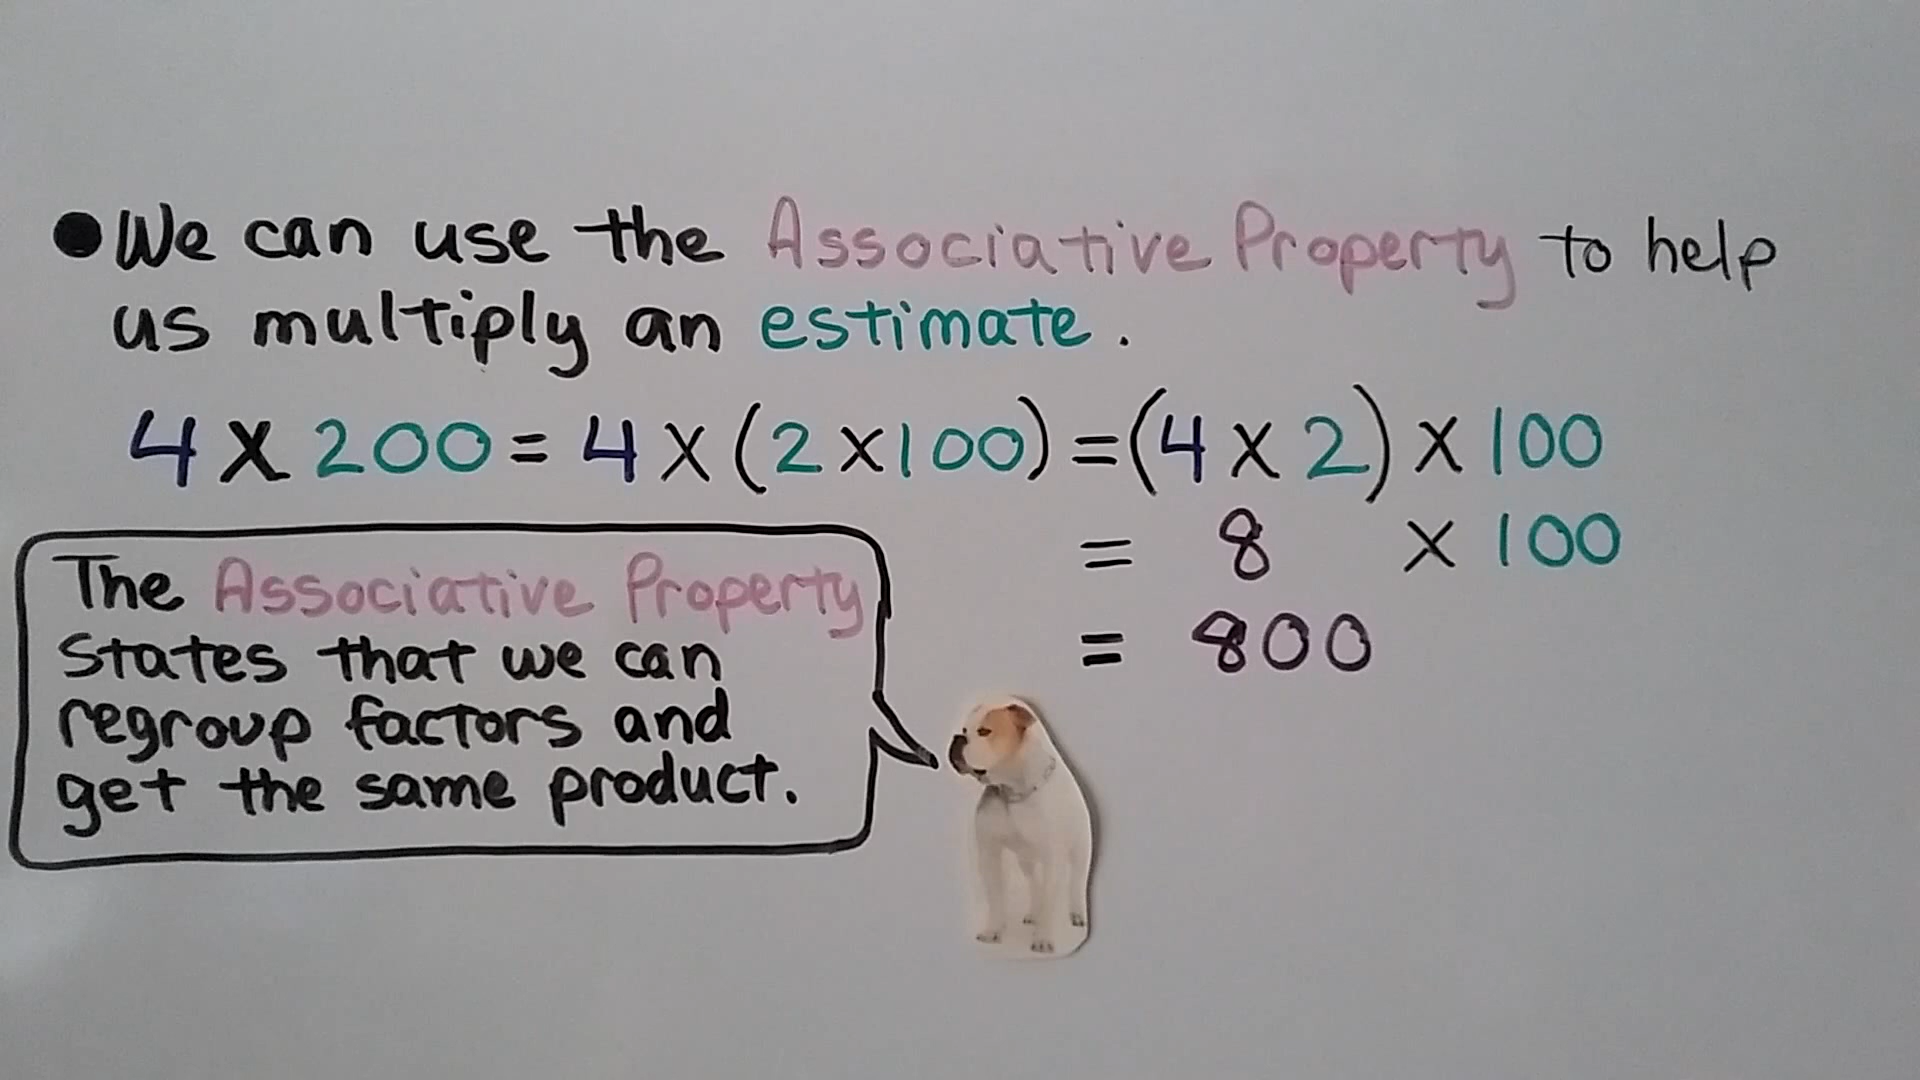 ●We can use the Associative Property to help
us multiply an estimate.
4 x 200 = 4 x (2 x 100) = (4 x 2) x 100
= 8 x 100
= 800
The Associative Property
states that we can
regroup factors and
get the same product.